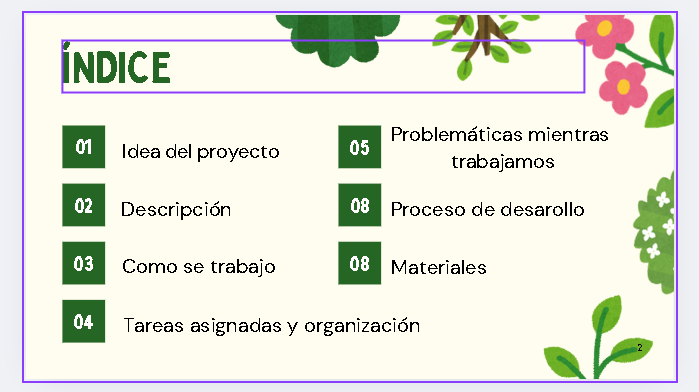 ÍNDICE
01 Idea del proyecto
02 Descripción
03 Como se trabajo
04 Tareas asignadas y organización
05 Problemáticas mientras
trabajamos
08 Proceso de desarollo
08 Materiales
2